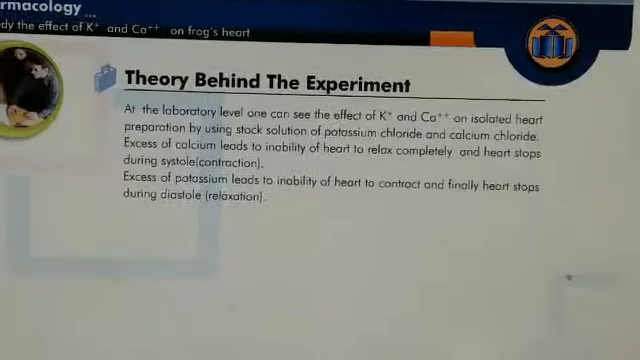 rmacology ...
dy the effect of K⁺ and Ca⁺⁺ on frog's heart
Theory Behind The Experiment
At the laboratory level one can see the effect of K⁺ and Ca⁺⁺ on isolated heart
preparation by using stock solution of potassium chloride and calcium chloride.
Excess of calcium leads to inability of heart to relax completely and heart stops
during systole(contraction).
Excess of potassium leads to inability of heart to contract and finally heart stops
during diastole (relaxation).